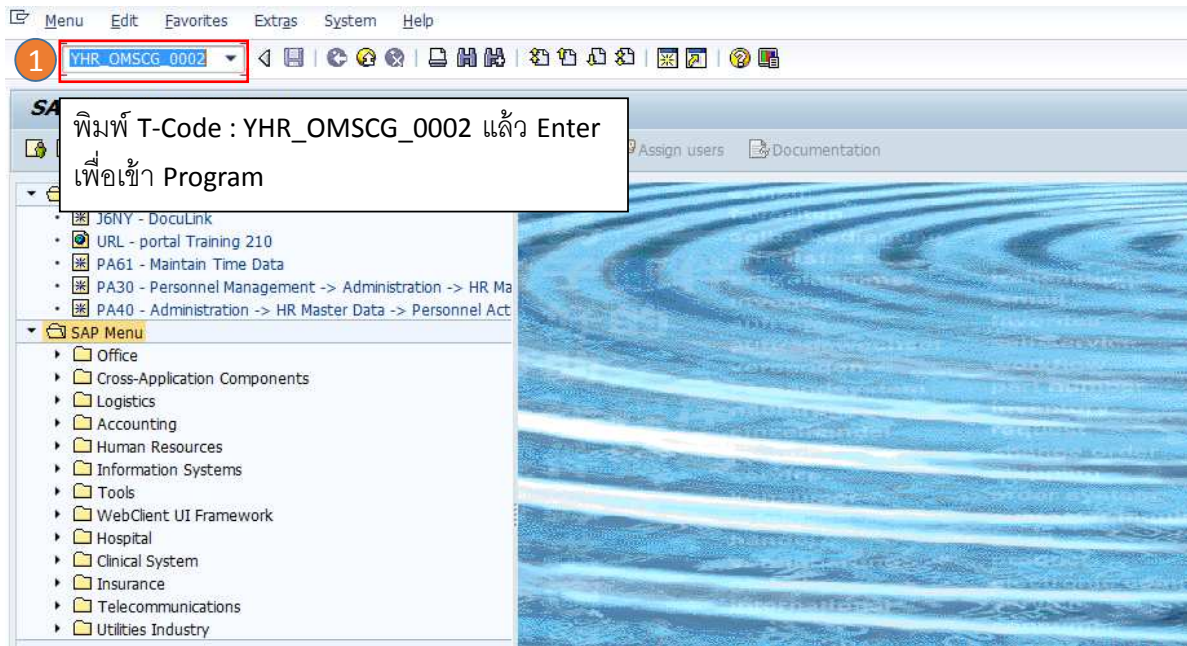 Menu Edit Favorites Extras System Help
1 YHR_OMSCG_0002
SA
พิมพ์ T-Code : YHR_OMSCG_0002 แล้ว Enter
เพื่อเข้า Program
Assign users Documentation
J6NY - DocuLink
URL - portal Training 210
PA61 - Maintain Time Data
PA30 - Personnel Management -> Administration -> HR Ma
PA40 - Administration -> HR Master Data -> Personnel Act
SAP Menu
Office
Cross-Application Components
Logistics
Accounting
Human Resources
Information Systems
Tools
WebClient UI Framework
Hospital
Clinical System
Insurance
Telecommunications
Utilities Industry